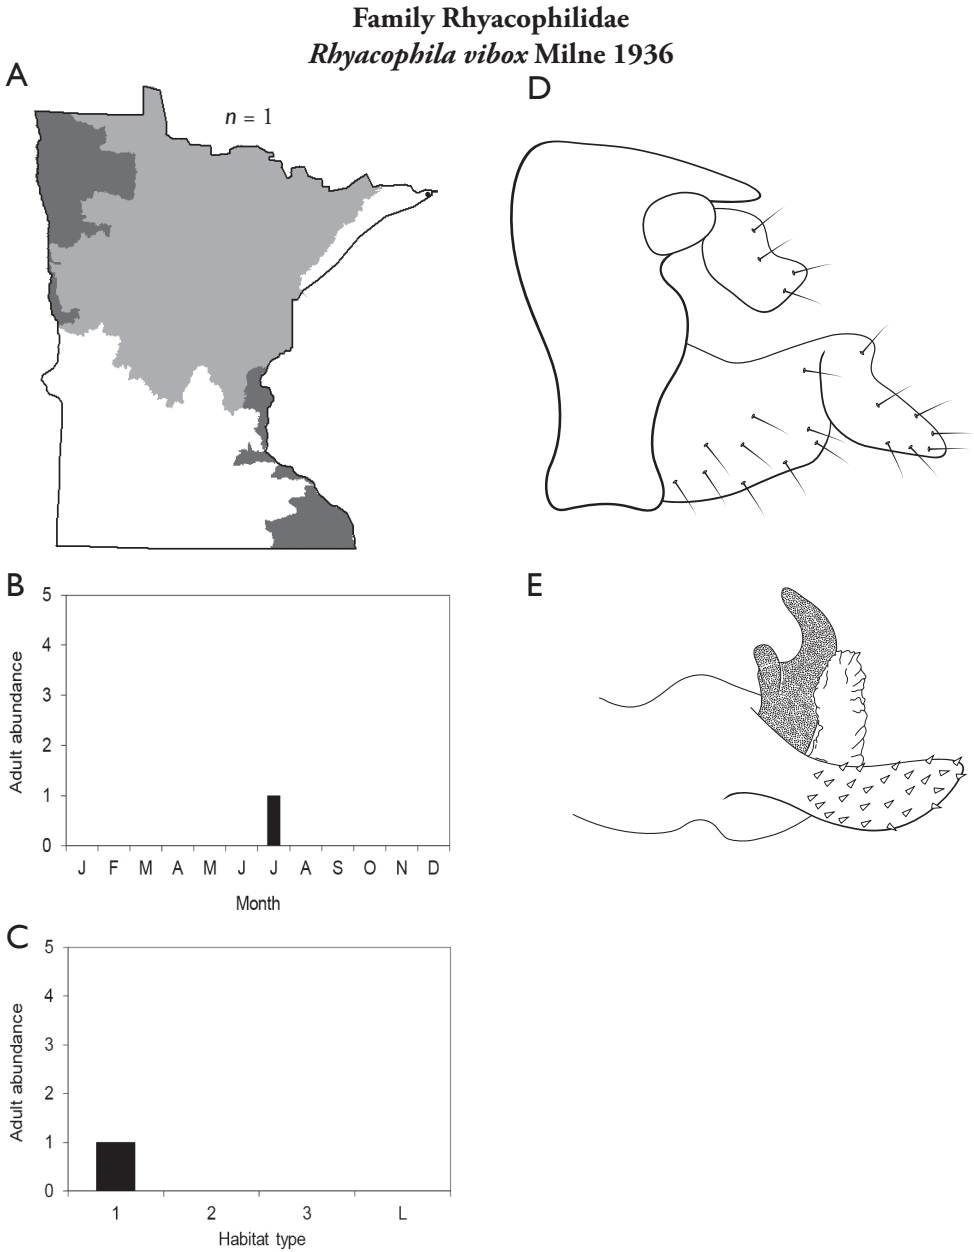 Family Rhyacophilidae
Rhyacophila vibox Milne 1936
A
n = 1
D
B
5
4
3
2
1
0
Adult abundance
J F M A M J J A S O N D
Month
E
C
5
4
3
2
1
0
Adult abundance
1 2 3 L
Habitat type